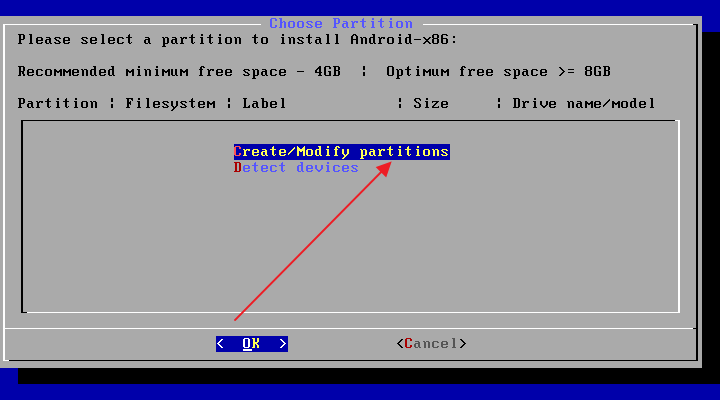 Choose Partition
Please select a partition to install Android-x86:
Recommended minimum free space - 4GB ¦ Optimum free space >= 8GB
Partition ¦ Filesystem ¦ Label ¦ Size ¦ Drive name/model
Create/Modify partitions
Detect devices
< OK > <Cancel>